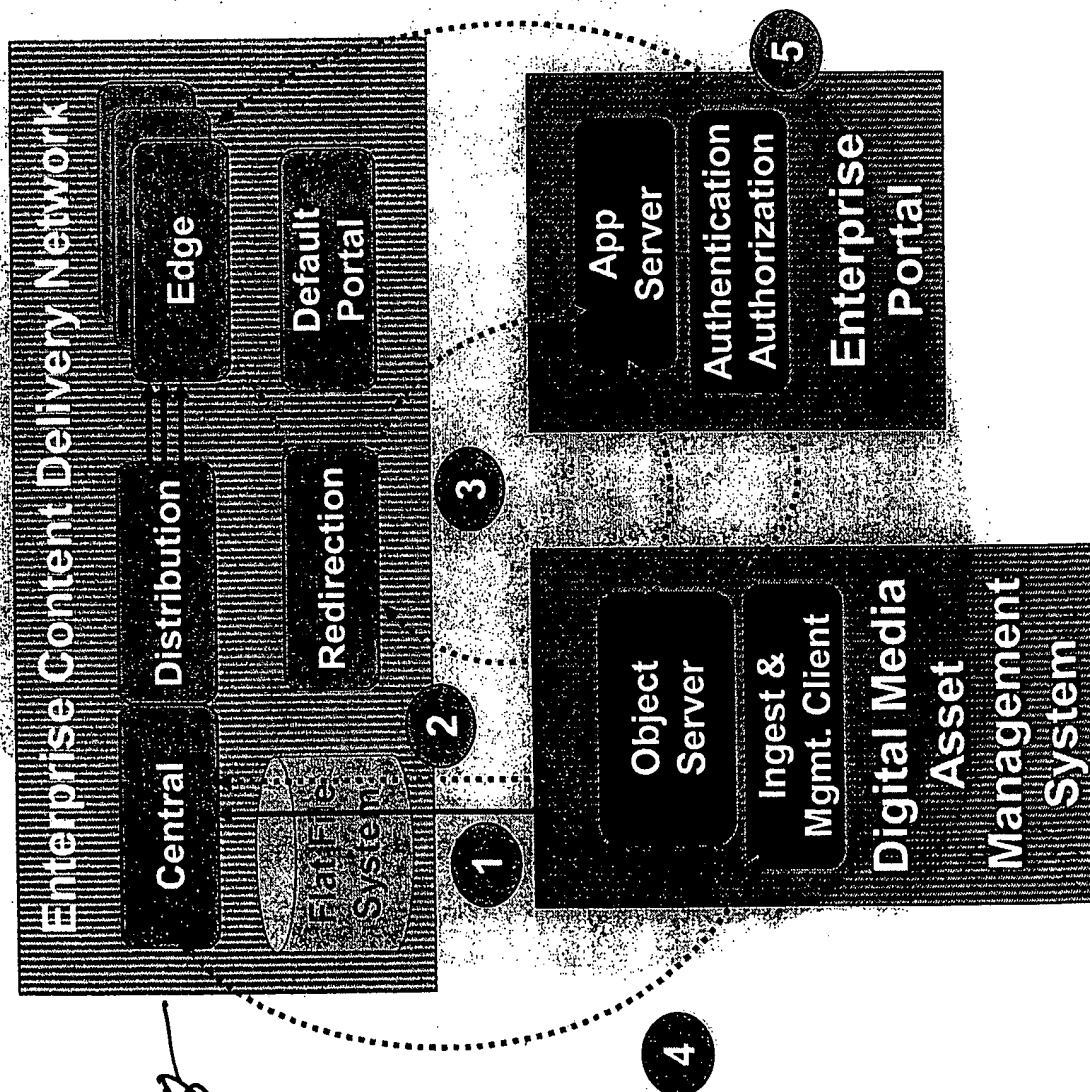 Enterprise Content Delivery Network
Central
Distribution
Edge
Flat File
System
Redirection
Default
Portal
1
2
3
4
5
Object
Server
Ingest &
Mgmt. Client
Digital Media
Asset
Management
System
App
Server
Authentication
Authorization
Enterprise
Portal